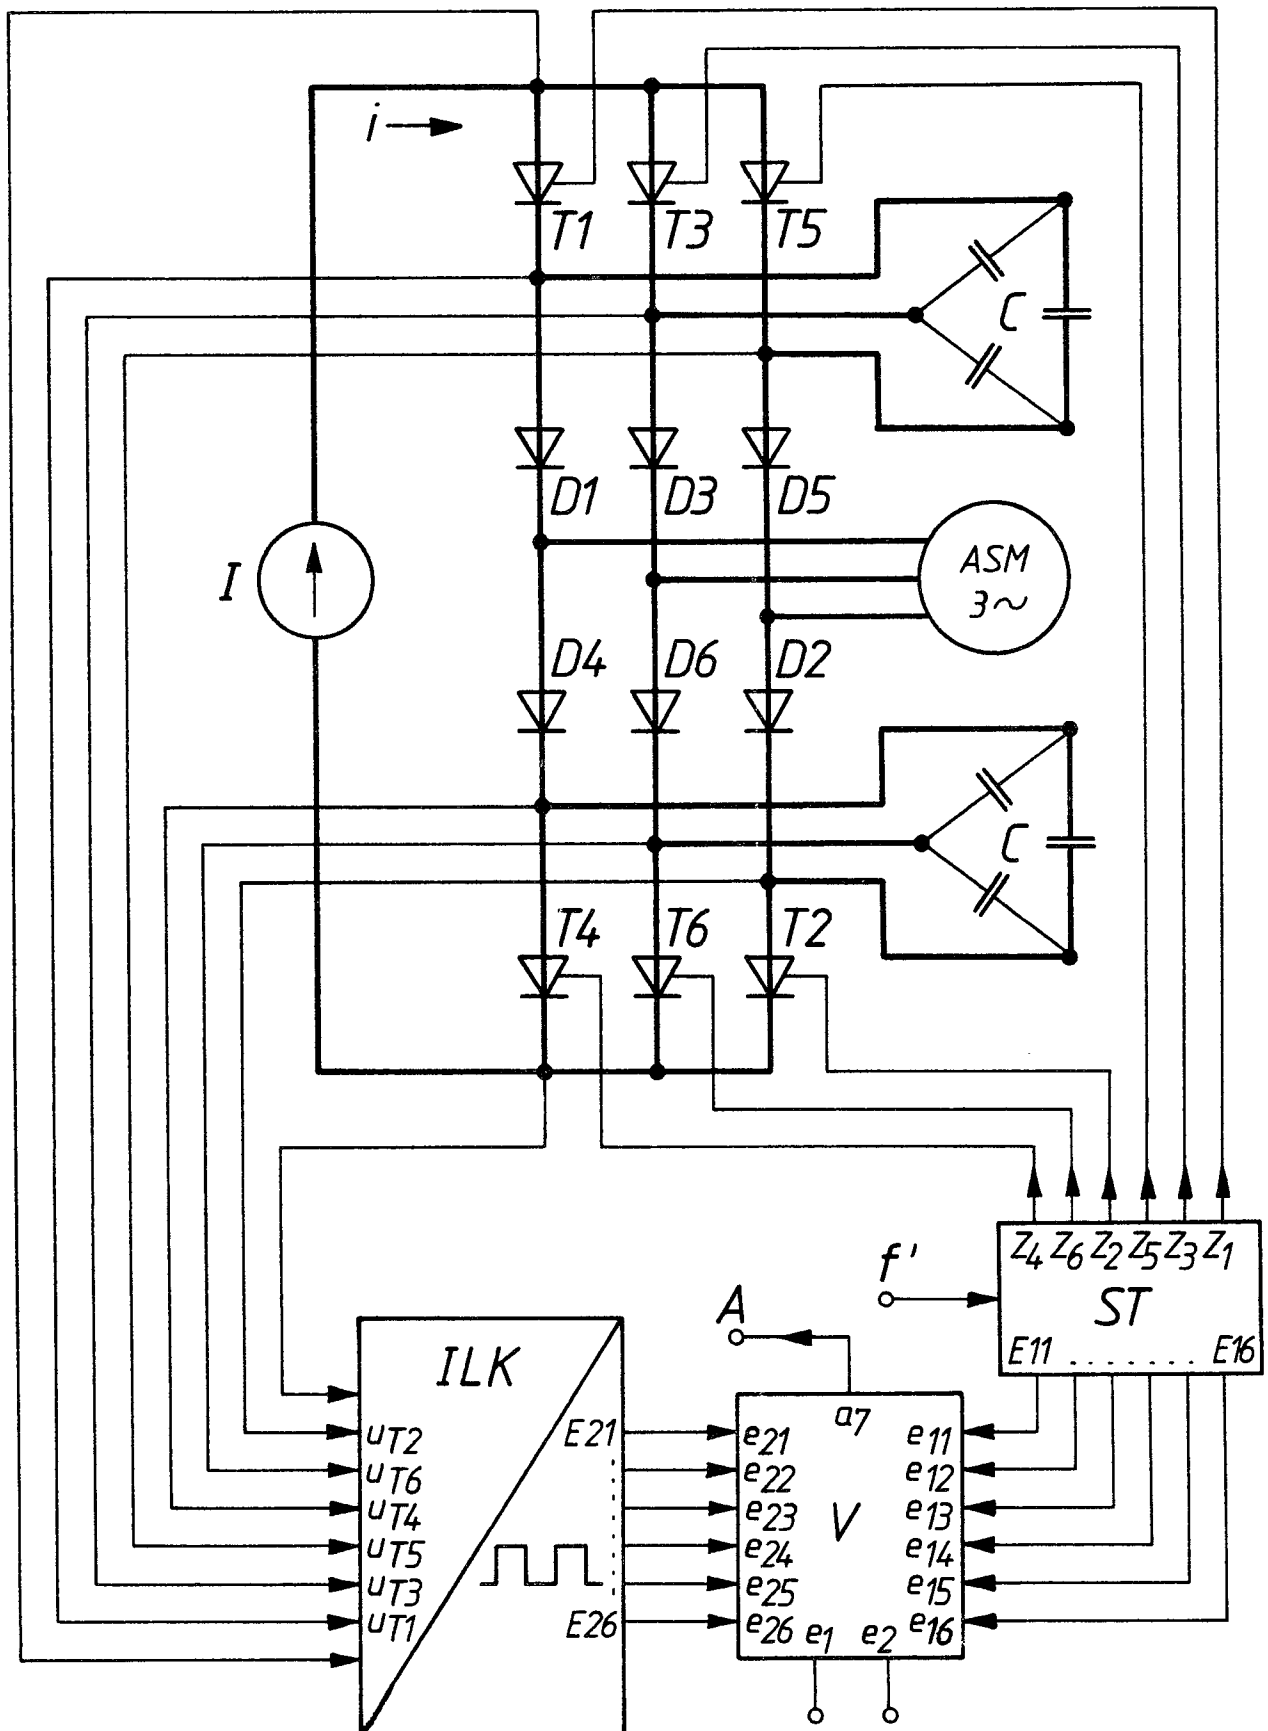 i
T1 T3 T5
C
D1 D3 D5
I
ASM
3~
D4 D6 D2
C
T4 T6 T2
Z4 Z6 Z2 Z5 Z3 Z1
f'
ST
A
E11 ...... E16
ILK
a7
uT2 E21 e21 e11
uT6 e22 e12
uT4 e23 V e13
uT5 e24 e14
uT3 e25 e15
uT1 E26 e26 e1 e2 e16